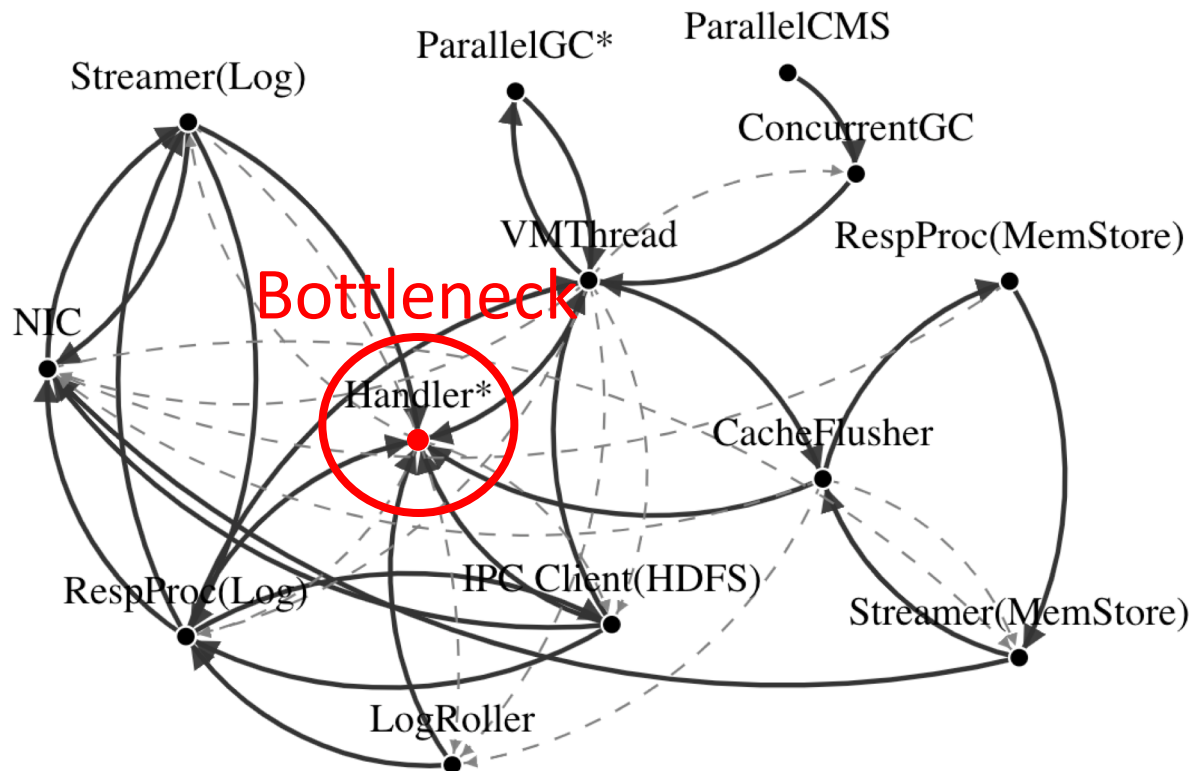 ParallelCMS
ParallelGC*
Streamer(Log)
ConcurrentGC
VMThread
RespProc(MemStore)
Bottleneck
NIC
Handler*
CacheFlusher
IPC Client(HDFS)
RespProc(Log)
Streamer(MemStore)
LogRoller